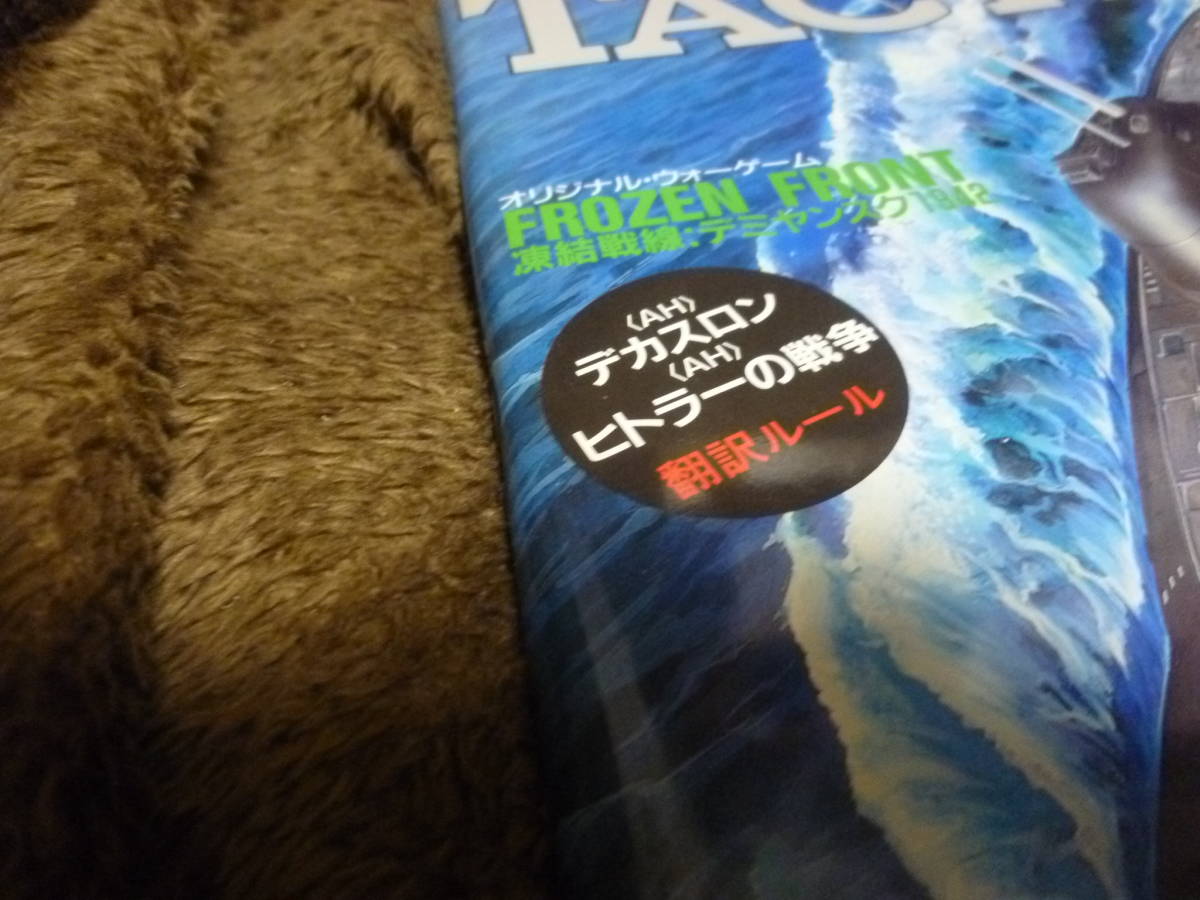 TAC
オリジナル・ウォーゲーム
FROZEN FRONT
凍結戦線:デミヤンスク1942
〈AH〉
デカスロン
〈AH〉
ヒトラーの戦争
翻訳ルール